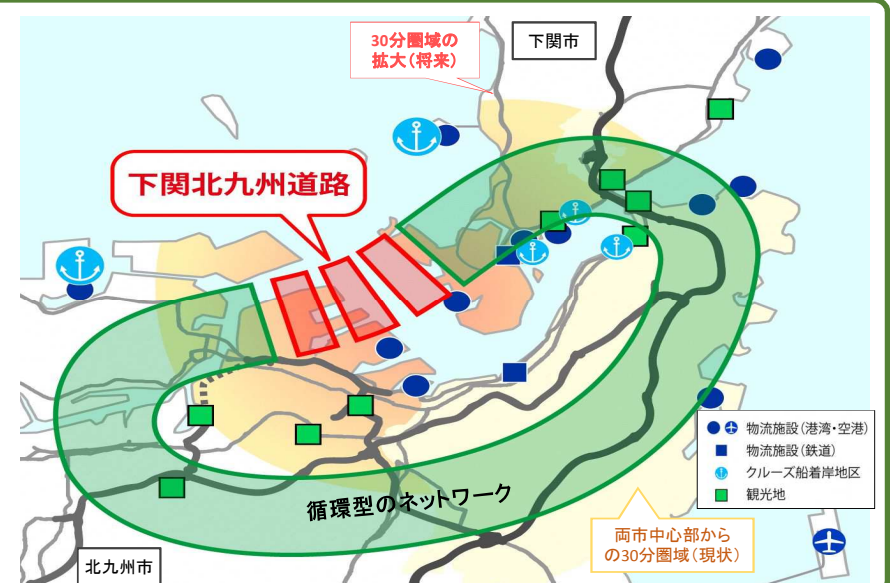 30分圏域の
拡大(将来)
下関市
下関北九州道路
物流施設(港湾・空港)
物流施設(鉄道)
クルーズ船着岸地区
観光地
循環型のネットワーク
両市中心部から
の30分圏域(現状)
北九州市